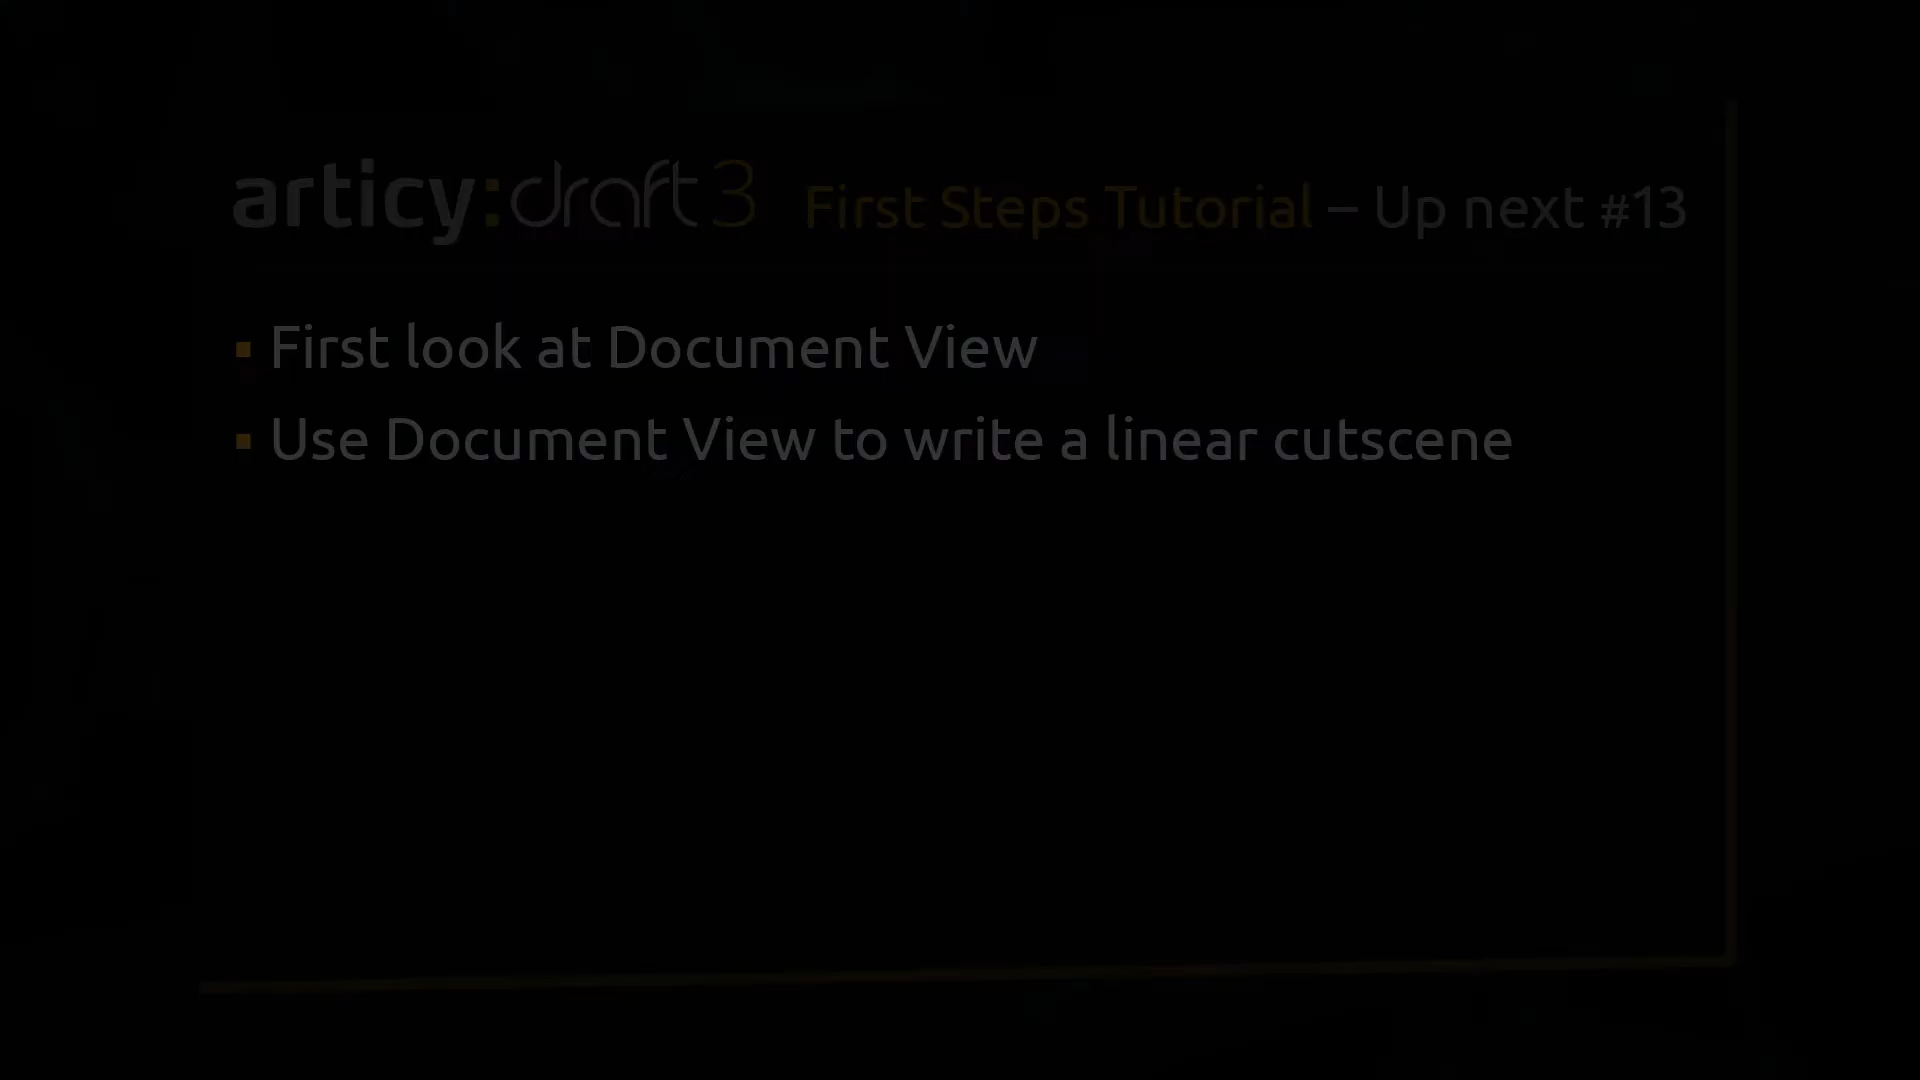 articy:draft 3 First Steps Tutorial – Up next #13
▪ First look at Document View
▪ Use Document View to write a linear cutscene